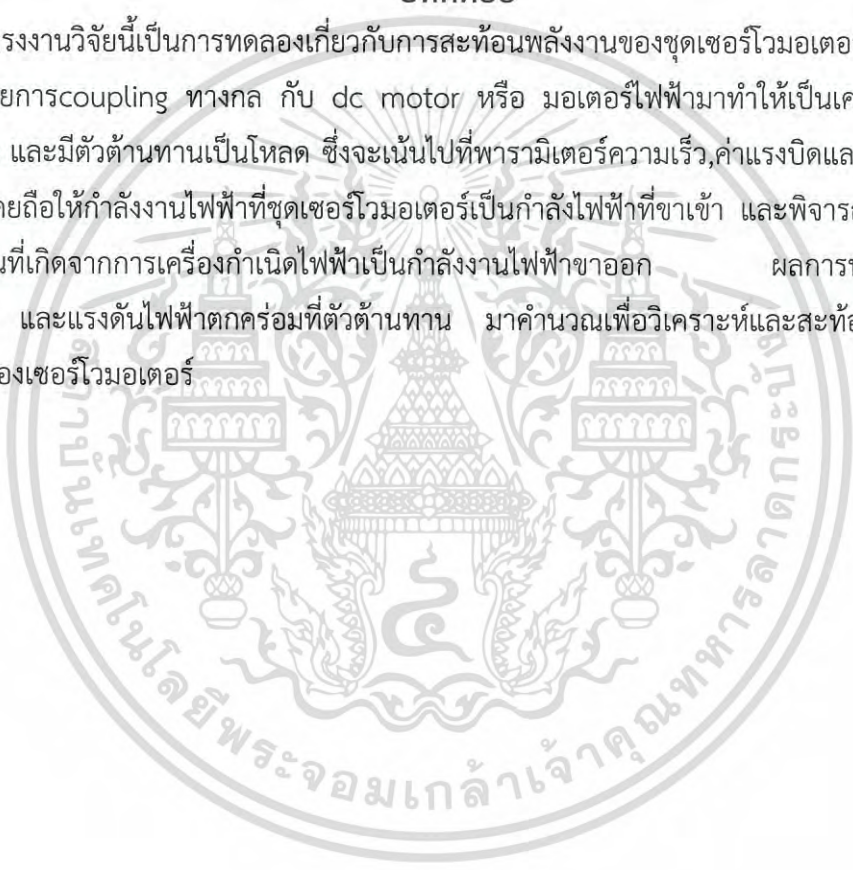 รงงานวิจัยนี้เป็นการทดลองเกี่ยวกับการสะท้อนพลังงานของชุดเซอร์โวมอเตอ
ยการcoupling ทางกล กับ dc motor หรือ มอเตอร์ไฟฟ้ามาทำให้เป็นเค
และมีตัวต้านทานเป็นโหลด ซึ่งจะเน้นไปที่พารามิเตอร์ความเร็ว,ค่าแรงบิดและ
ดยถือให้กำลังงานไฟฟ้าที่ชุดเซอร์โวมอเตอร์เป็นกำลังไฟฟ้าที่ขาเข้า และพิจาร
นที่เกิดจากการเครื่องกำเนิดไฟฟ้าเป็นกำลังงานไฟฟ้าขาออก ผลการ
และแรงดันไฟฟ้าตกคร่อมที่ตัวต้านทาน มาคำนวณเพื่อวิเคราะห์และสะท้อ
องเซอร์โวมอเตอร์
สถาบันเทคโนโลยีพระจอมเกล้าเจ้าคุณทหารลาดกระบัง